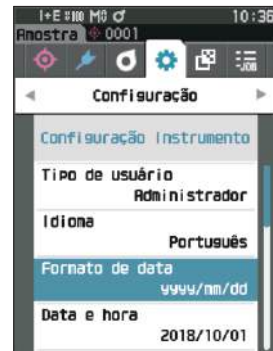 I+E M0 10:36
Amostra 0001
-JOB
Configuração
Configuração Instrumento
Tipo de usuário
Administrador
Idioma
Português
Formato de data
yyyy/mm/dd
Data e hora
2018/10/01